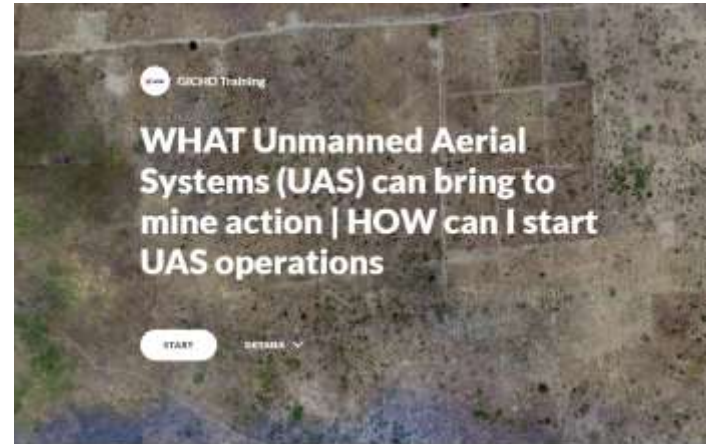 GICHD Training
WHAT Unmanned Aerial
Systems (UAS) can bring to
mine action | HOW can I start
UAS operations
START
DETAILS